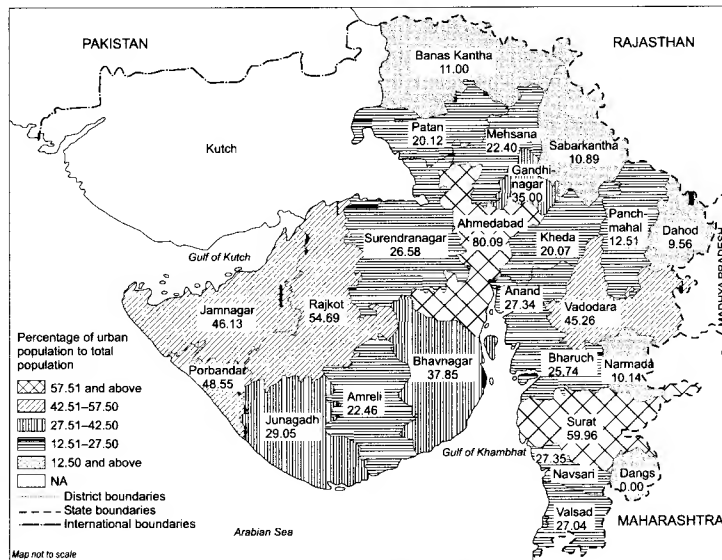 PAKISTAN
RAJASTHAN
Banas Kantha
11.00
Patan
20.12
Mehsana
22.40
Sabarkantha
10.89
Kutch
Gandhi-
nagar
35.00
Panch-
mahal
12.51
Dahod
9.56
MADHYA PRADESH
Ahmedabad
80.09
Kheda
20.07
Surendranagar
26.58
Gulf of Kutch
Anand
27.34
Vadodara
45.26
Jamnagar
46.13
Rajkot
54.69
Bhavnagar
37.85
Bharuch
25.74
Narmada
10.14
Porbandar
48.55
Amreli
22.46
Junagadh
29.05
Surat
59.96
Gulf of Khambhat
27.35
Navsari
Dangs
0.00
Valsad
27.04
MAHARASHTRA
Arabian Sea
Percentage of urban
population to total
population
57.51 and above
42.51–57.50
27.51–42.50
12.51–27.50
12.50 and above
NA
District boundaries
State boundaries
International boundaries
Map not to scale